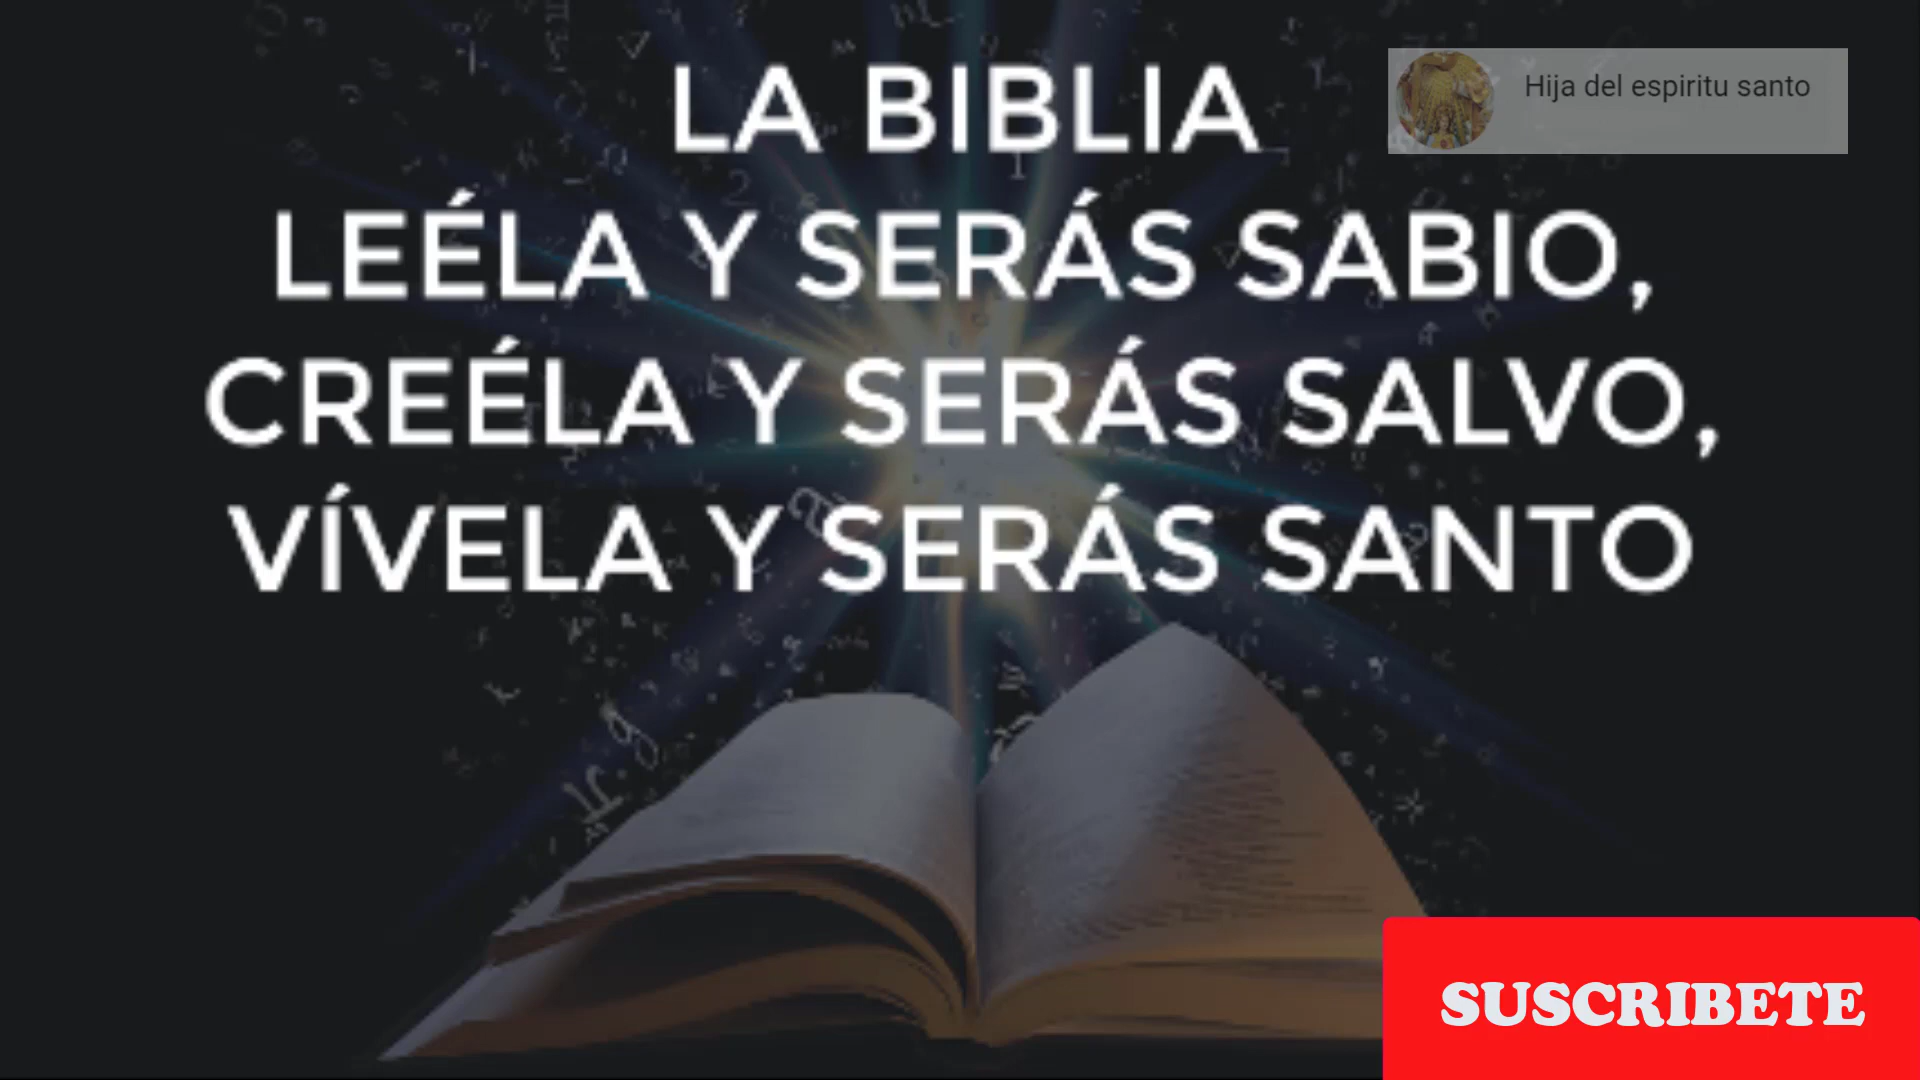 LA BIBLIA
Hija del espiritu santo
LEÉLA Y SERÁS SABIO,
CREÉLA Y SERÁS SALVO,
VÍVELA Y SERÁS SANTO
SUSCRIBETE